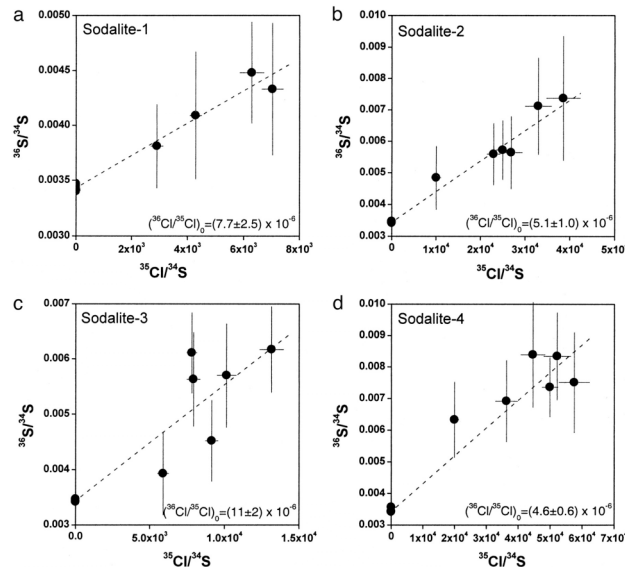 a
Sodalite-1
0.0050
0.0045
0.0040
0.0035
0.0030
³⁶S/³⁴S
(³⁶Cl/³⁵Cl)₀=(7.7±2.5) x 10⁻⁶
0 2x10³ 4x10³ 6x10³ 8x10³
³⁵Cl/³⁴S
b
Sodalite-2
0.010
0.009
0.008
0.007
0.006
0.005
0.004
0.003
³⁶S/³⁴S
(³⁶Cl/³⁵Cl)₀=(5.1±1.0) x 10⁻⁶
0 1x10⁴ 2x10⁴ 3x10⁴ 4x10⁴ 5x10⁴
³⁵Cl/³⁴S
c
Sodalite-3
0.007
0.006
0.005
0.004
0.003
³⁶S/³⁴S
(³⁶Cl/³⁵Cl)₀=(11±2) x 10⁻⁶
0.0 5.0x10³ 1.0x10⁴ 1.5x10⁴
³⁵Cl/³⁴S
d
Sodalite-4
0.010
0.009
0.008
0.007
0.006
0.005
0.004
0.003
³⁶S/³⁴S
(³⁶Cl/³⁵Cl)₀=(4.6±0.6) x 10⁻⁶
0 1x10⁴ 2x10⁴ 3x10⁴ 4x10⁴ 5x10⁴ 6x10⁴ 7x10⁴
³⁵Cl/³⁴S